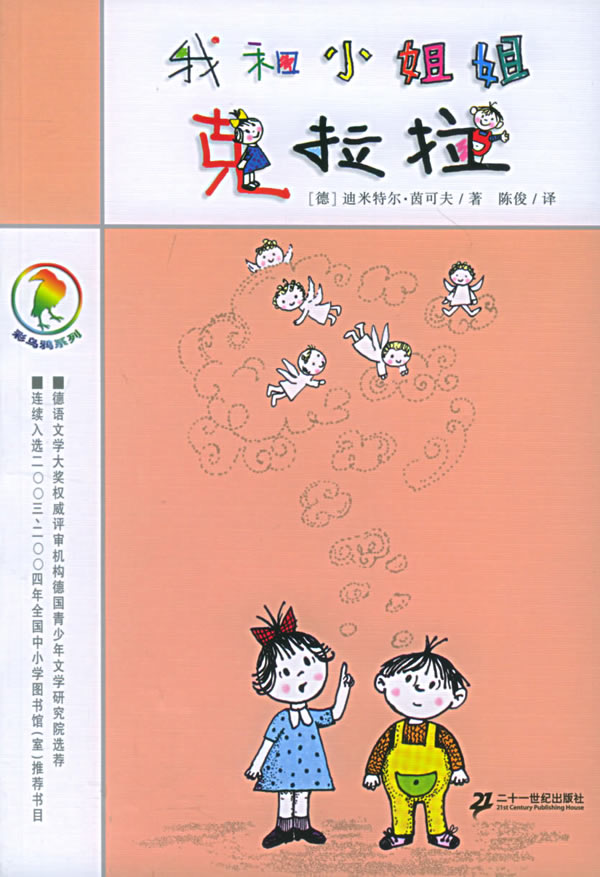 我和小姐姐
克拉拉
[德]迪米特尔·茵可夫/著 陈俊/译
彩乌鸦系列
■德语文学大奖权威评审机构德国青少年文学研究院选荐
■连续入选二〇〇三、二〇〇四年全国中小学图书馆(室)推荐书目
21 二十一世纪出版社
21st Century Publishing House